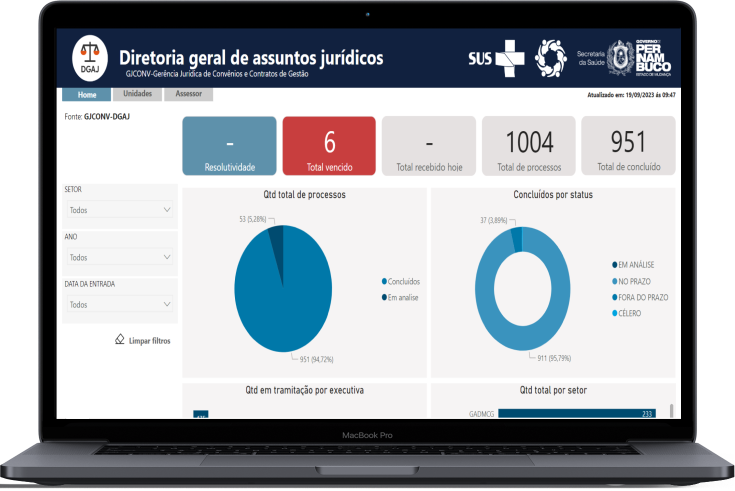 DGAJ
Diretoria geral de assuntos jurídicos
GJCONV-Gerência Jurídica de Convênios e Contratos de Gestão
SUS
Secretaria
da Saúde
GOVERNO DE
PER
NAM
BUCO
ESTADO DE MUDANÇA
Home Unidades Assessor
Atualizado em: 19/09/2023 ás 09:47
Fonte: GJCONV-DGAJ
-
Resolutividade
6
Total vencido
-
Total recebido hoje
1004
Total de processos
951
Total de concluído
SETOR
Todos
ANO
Todos
DATA DA ENTRADA
Todos
Limpar filtros
Qtd total de processos
53 (5,28%)
Concluídos
Em analise
951 (94,72%)
Concluídos por status
37 (3,89%)
EM ANÁLISE
NO PRAZO
FORA DO PRAZO
CÉLERO
911 (95,79%)
Qtd em tramitação por executiva
Qtd total por setor
GADMCG 233
MacBook Pro